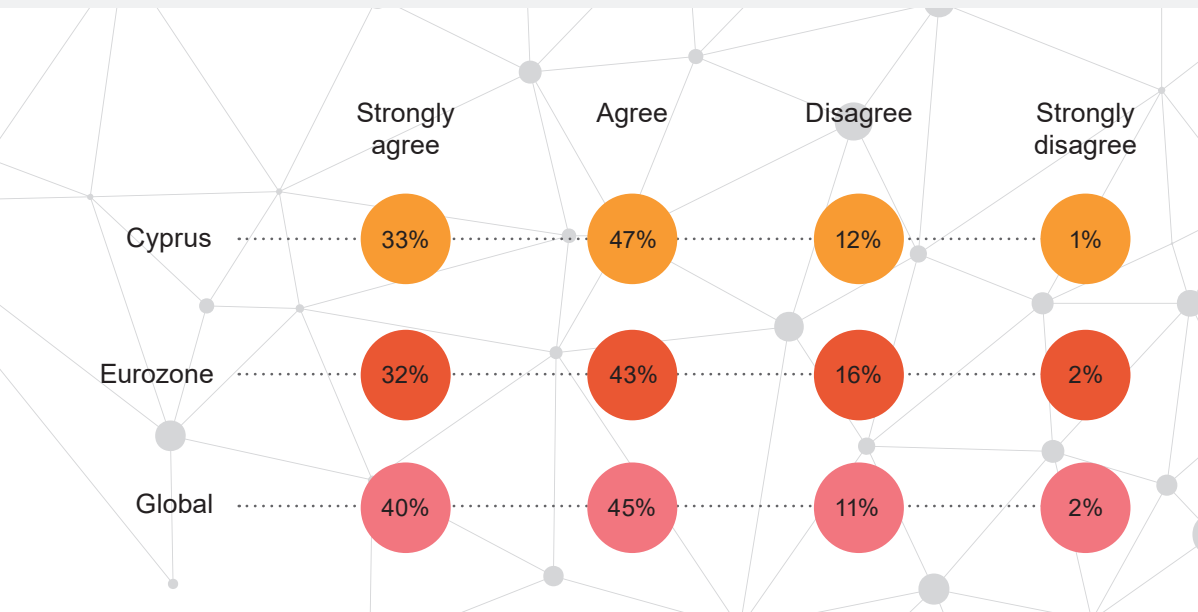 Strongly agree Agree Disagree Strongly disagree
Cyprus 33% 47% 12% 1%
Eurozone 32% 43% 16% 2%
Global 40% 45% 11% 2%